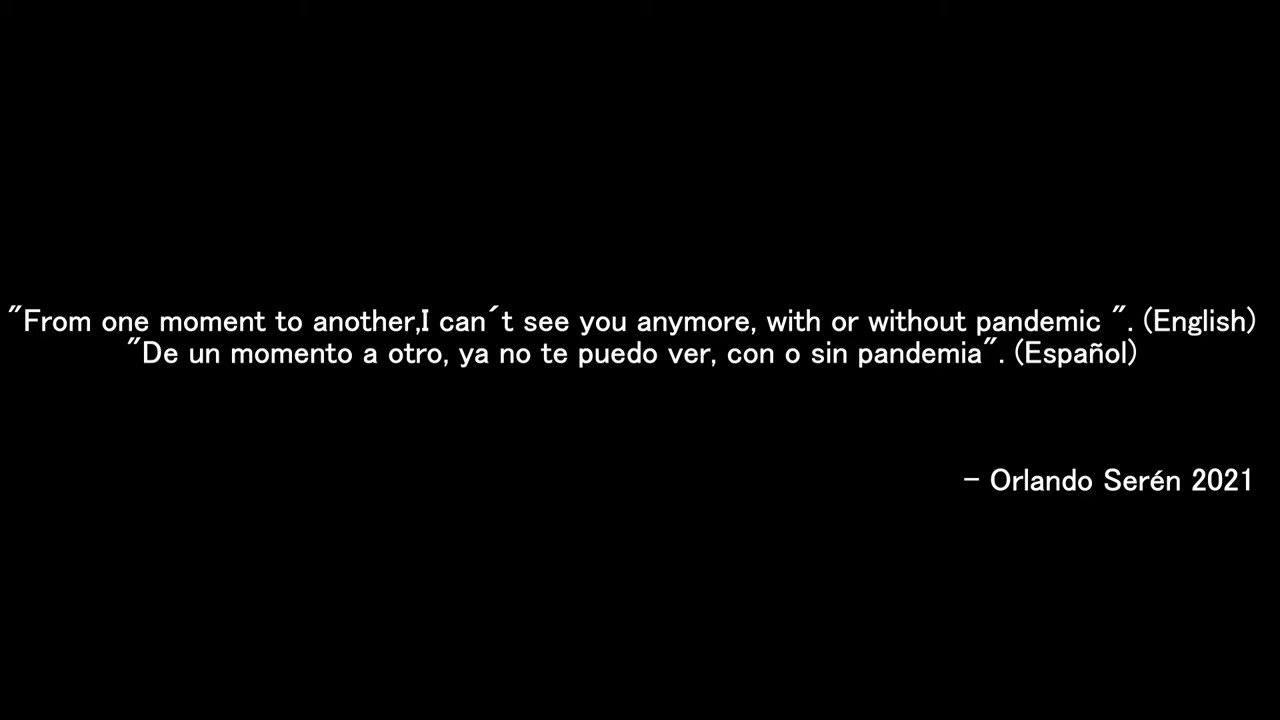 "From one moment to another,I can´t see you anymore, with or without pandemic ". (English)
"De un momento a otro, ya no te puedo ver, con o sin pandemia". (Español)
- Orlando Serén 2021